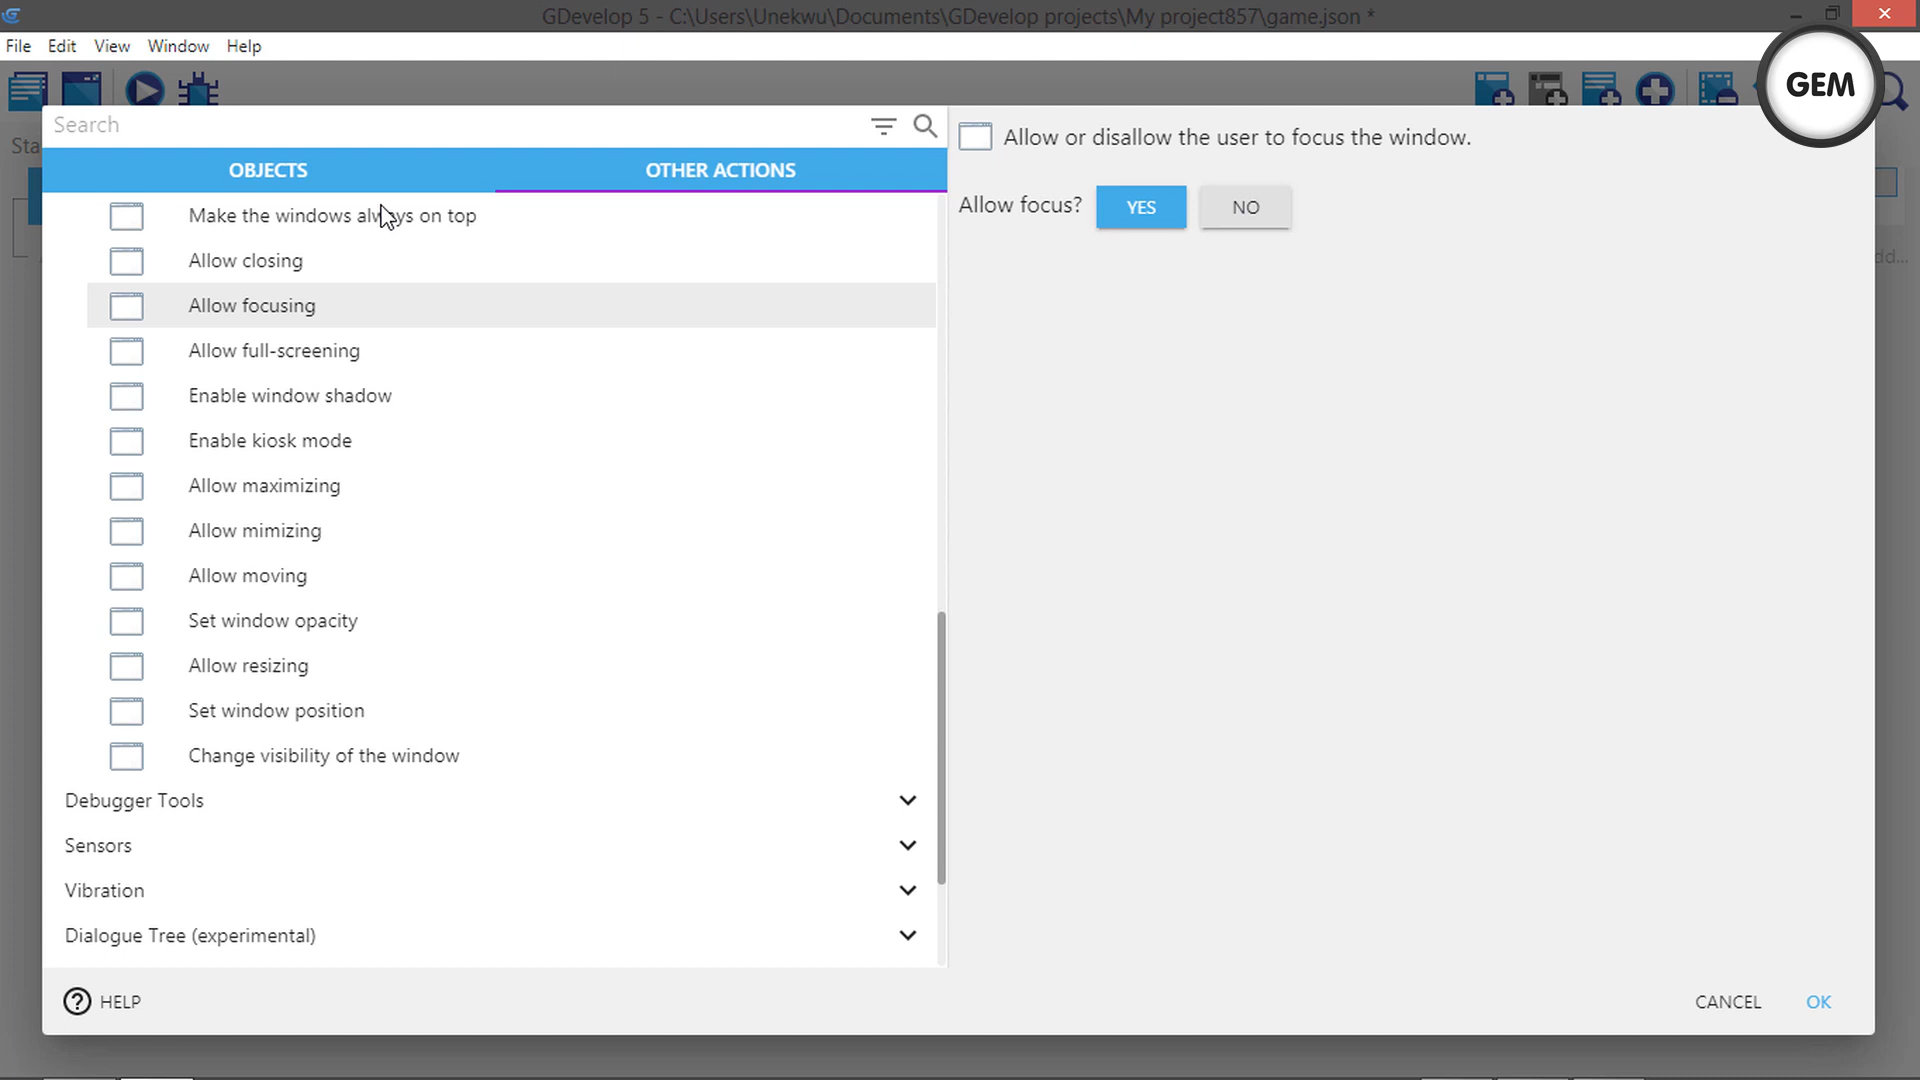 GDevelop 5 - C:\Users\Unekwu\Documents\GDevelop projects\My project857\game.json *
File Edit View Window Help
GEM
Sta
Search
OBJECTS OTHER ACTIONS
Make the windows always on top
Allow closing
Allow focusing
Allow full-screening
Enable window shadow
Enable kiosk mode
Allow maximizing
Allow mimizing
Allow moving
Set window opacity
Allow resizing
Set window position
Change visibility of the window
Debugger Tools
Sensors
Vibration
Dialogue Tree (experimental)
Allow or disallow the user to focus the window.
Allow focus? YES NO
dd...
HELP
CANCEL OK